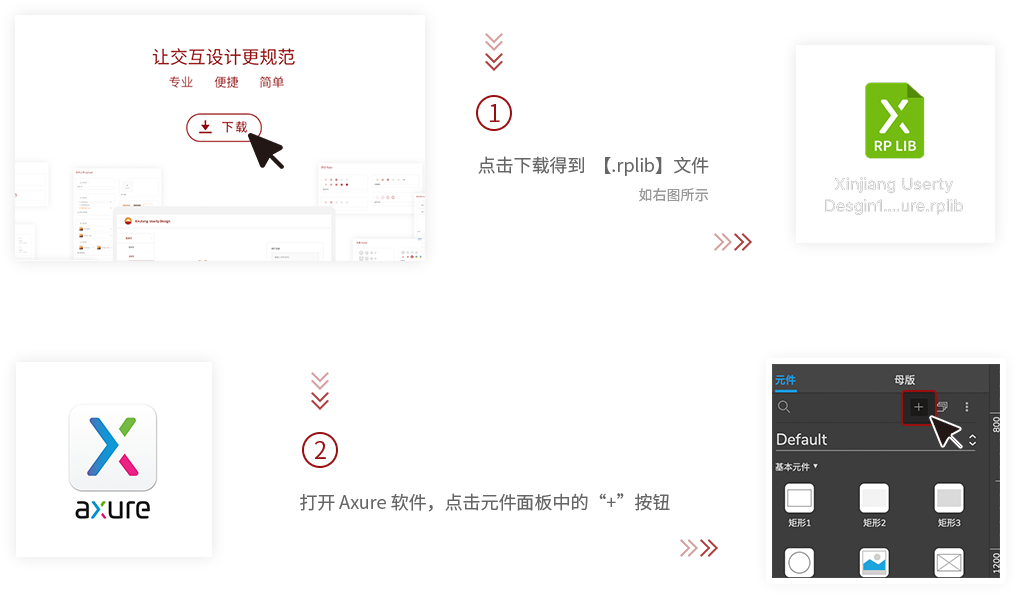 让交互设计更规范
专业 便捷 简单
下载
Xinjiang Userty Design
1
点击下载得到 【.rplib】文件
如右图所示
RP LIB
Xinjiang Userty
Desgin1....ure.rplib
axure
2
打开 Axure 软件，点击元件面板中的“+”按钮
元件 母版
Default
基本元件
矩形1 矩形2 矩形3
800
1200